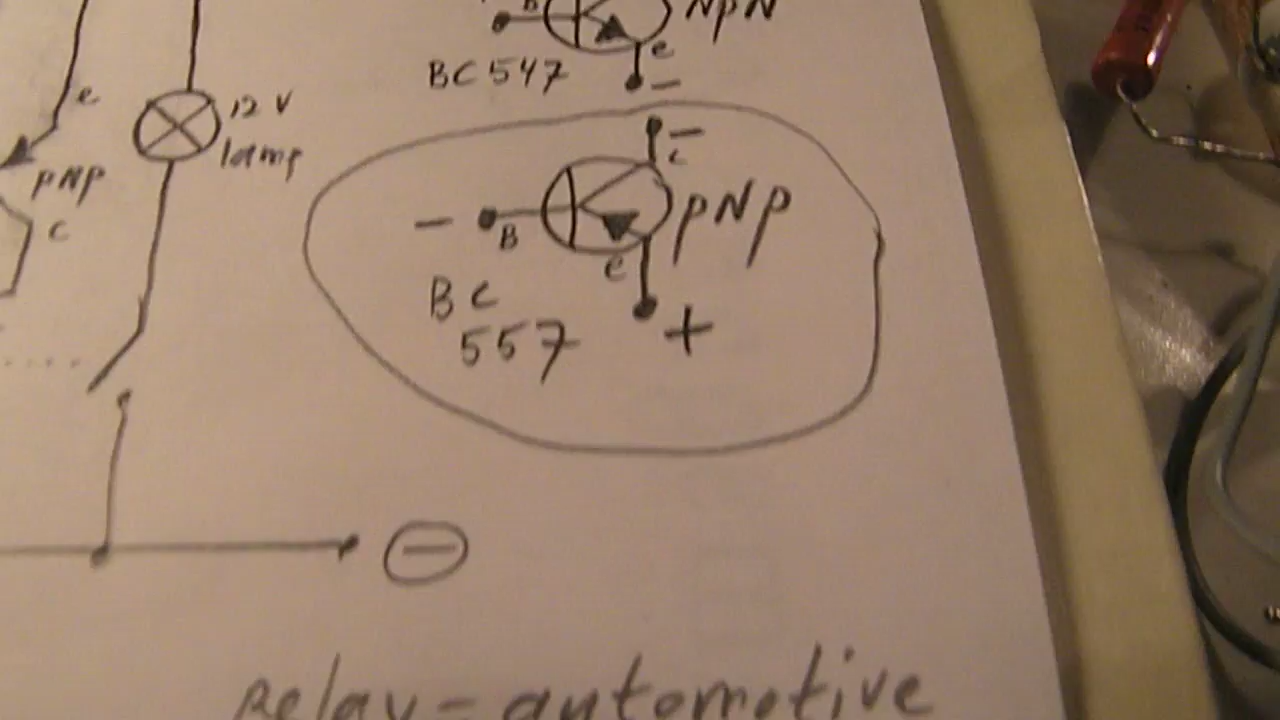 B
NPN
e
BC547
−
e
12 V
lamp
PNP
C
−
c
− B
PNP
e
BC
557 +
−
Relay = automotive